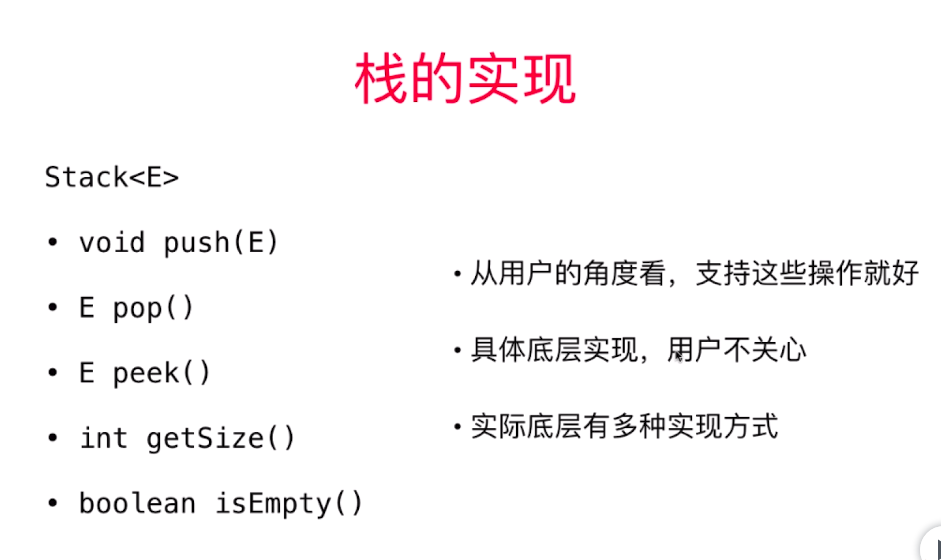 栈的实现
Stack<E>
• void push(E)
• E pop()
• E peek()
• int getSize()
• boolean isEmpty()
• 从用户的角度看，支持这些操作就好
• 具体底层实现，用户不关心
• 实际底层有多种实现方式